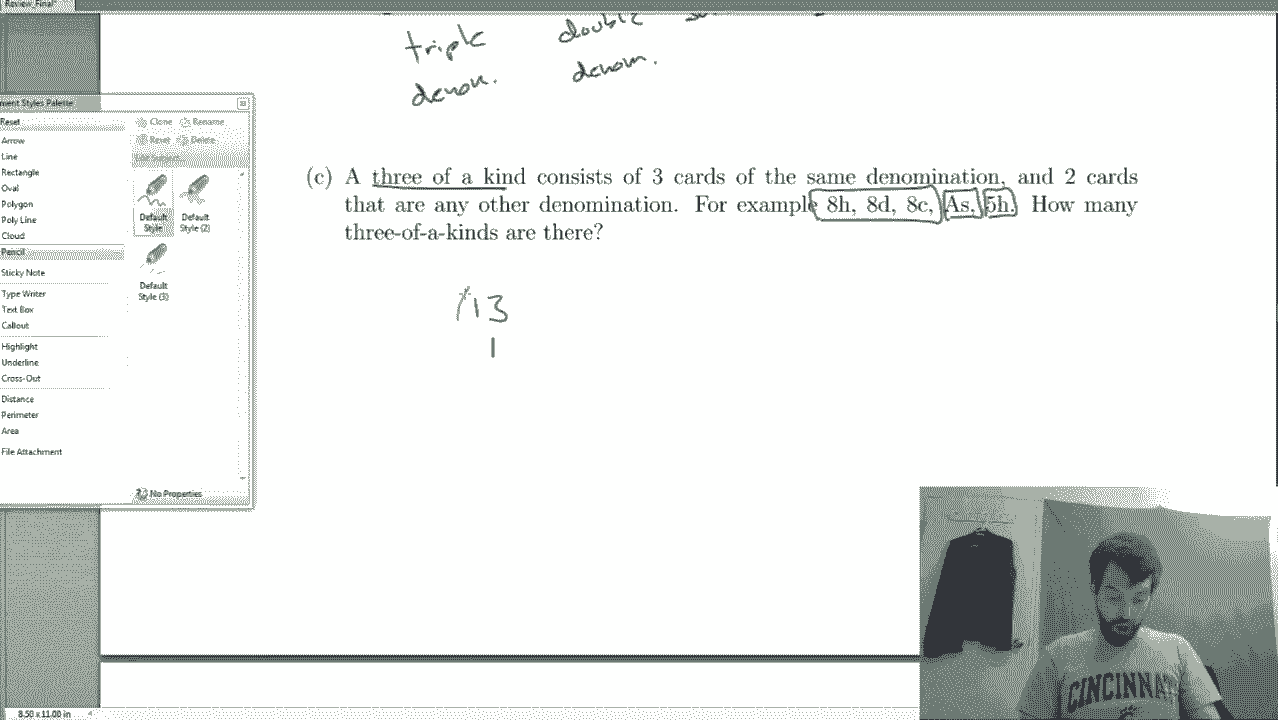 Review_Final*
triple double
denom. denom.
ment Styles Palette
Reset
Arrow
Line
Rectangle
Oval
Polygon
Poly Line
Cloud
Pencil
Sticky Note
Type Writer
Text Box
Callout
Highlight
Underline
Cross-Out
Distance
Perimeter
Area
File Attachment
Clone Rename
Reset Delete
Default Style
Default Style (2)
Default Style (3)
No Properties
(c) A three of a kind consists of 3 cards of the same denomination, and 2 cards
that are any other denomination. For example 8h, 8d, 8c, As, 5h. How many
three-of-a-kinds are there?
13
1
8.50 x 11.00 in
CINCINNA